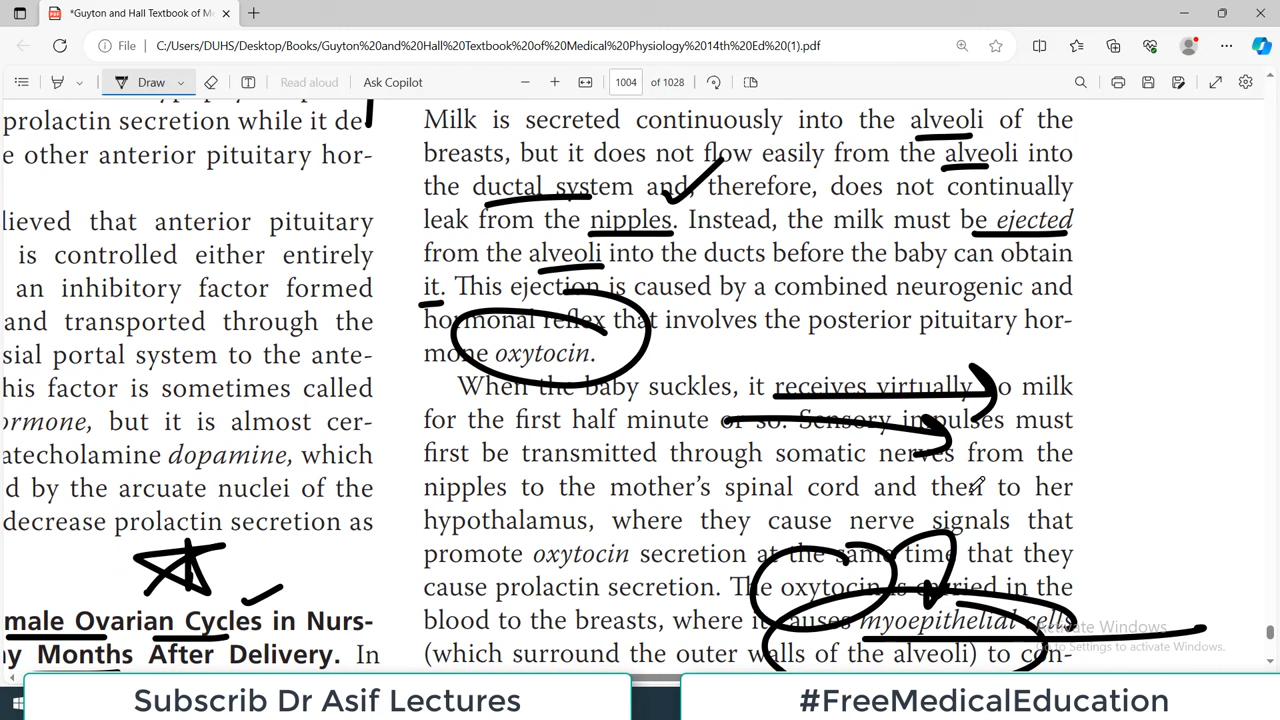 *Guyton and Hall Textbook of Me
File
C:/Users/DUHS/Desktop/Books/Guyton%20and%20Hall%20Textbook%20of%20Medical%20Physiology%2014th%20Ed%20(1).pdf
Draw
Read aloud
Ask Copilot
1004 of 1028
prolactin secretion while it de-
e other anterior pituitary hor-
lieved that anterior pituitary
is controlled either entirely
an inhibitory factor formed
and transported through the
sial portal system to the ante-
his factor is sometimes called
ormone, but it is almost cer-
atecholamine dopamine, which
d by the arcuate nuclei of the
decrease prolactin secretion as
male Ovarian Cycles in Nurs-
ny Months After Delivery. In
Milk is secreted continuously into the alveoli of the
breasts, but it does not flow easily from the alveoli into
the ductal system and, therefore, does not continually
leak from the nipples. Instead, the milk must be ejected
from the alveoli into the ducts before the baby can obtain
it. This ejection is caused by a combined neurogenic and
hormonal reflex that involves the posterior pituitary hor-
mone oxytocin.
When the baby suckles, it receives virtually no milk
for the first half minute or so. Sensory impulses must
first be transmitted through somatic nerves from the
nipples to the mother's spinal cord and then to her
hypothalamus, where they cause nerve signals that
promote oxytocin secretion at the same time that they
cause prolactin secretion. The oxytocin is carried in the
blood to the breasts, where it causes myoepithelial cells
(which surround the outer walls of the alveoli) to con-
Activate Windows
Go to Settings to activate Windows.
Subscrib Dr Asif Lectures
#FreeMedicalEducation